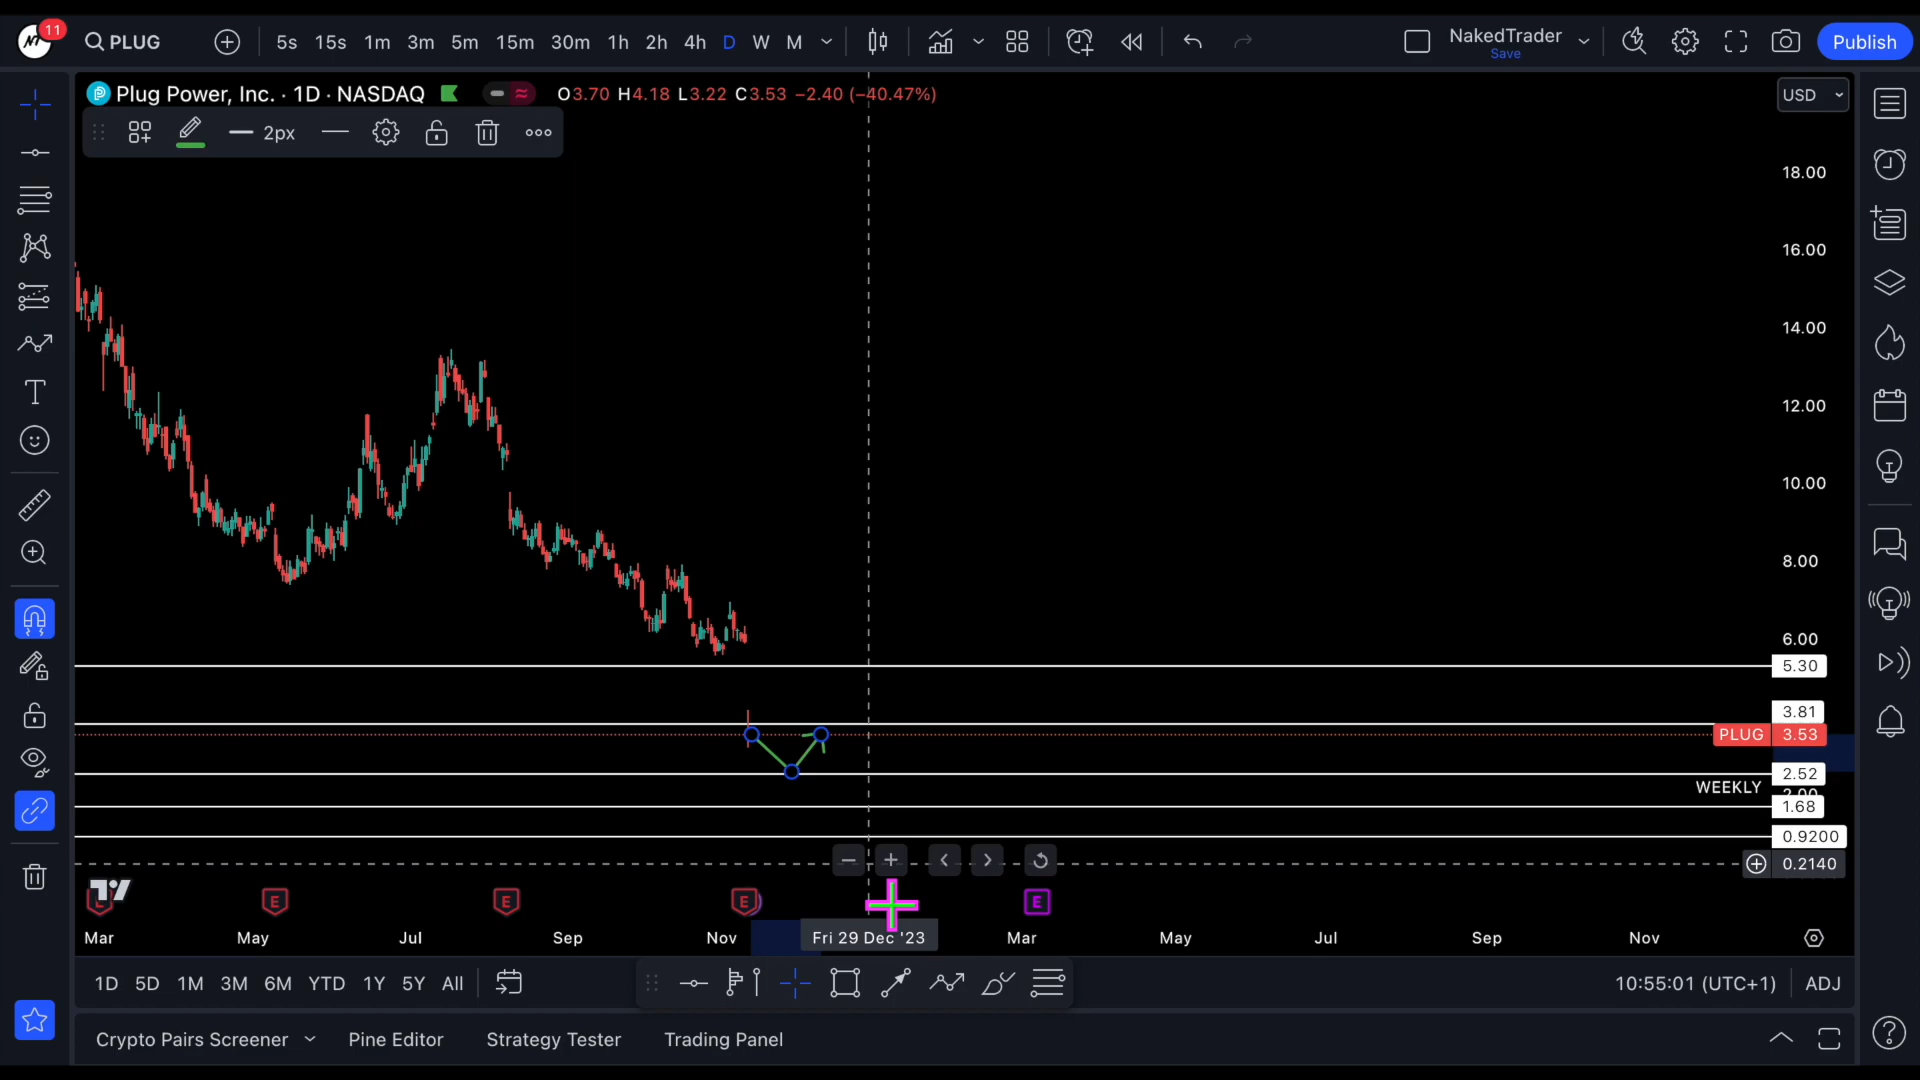 11
PLUG
5s 15s 1m 3m 5m 15m 30m 1h 2h 4h D W M
NakedTrader
Save
Publish
Plug Power, Inc. · 1D · NASDAQ
O3.70 H4.18 L3.22 C3.53 −2.40 (−40.47%)
USD
2px
18.00
16.00
14.00
12.00
10.00
8.00
6.00
5.30
3.81
PLUG 3.53
2.52
WEEKLY
2.00
1.68
0.9200
0.2140
E E E E
Mar May Jul Sep Nov Fri 29 Dec '23 Mar May Jul Sep Nov
1D 5D 1M 3M 6M YTD 1Y 5Y All
10:55:01 (UTC+1) ADJ
Crypto Pairs Screener Pine Editor Strategy Tester Trading Panel